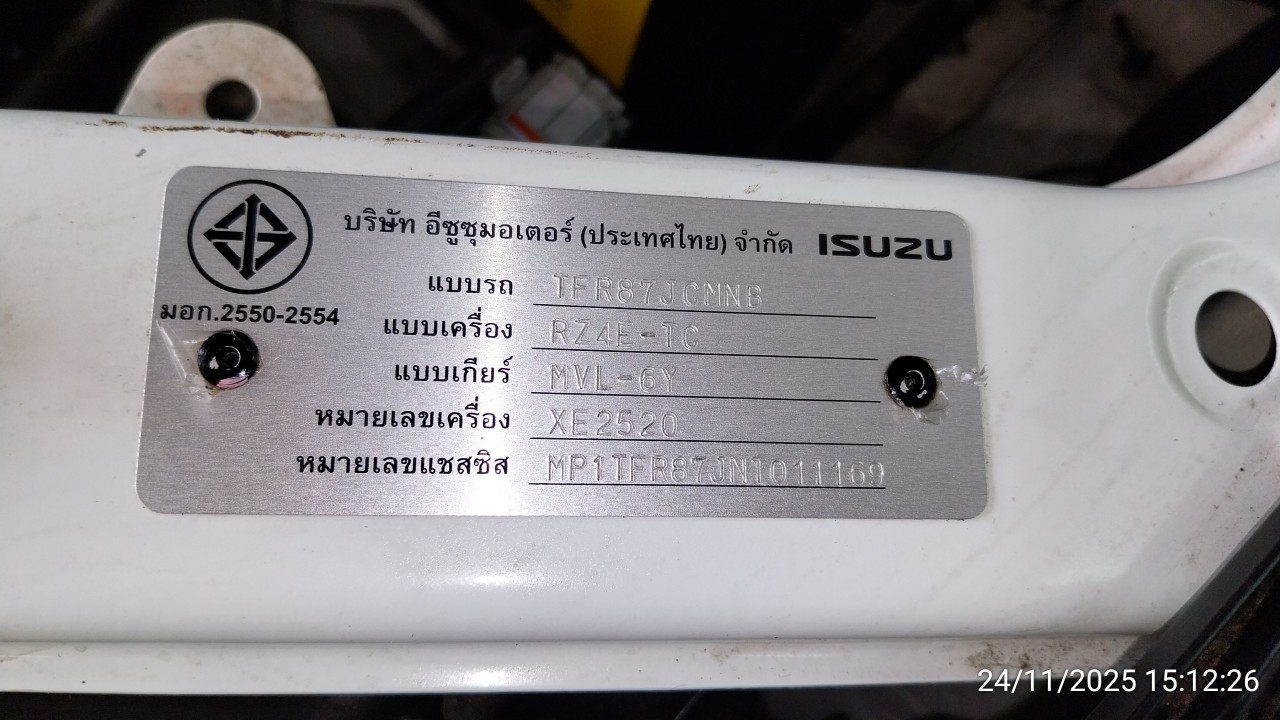 บริษัท อีซูซุมอเตอร์ (ประเทศไทย) จำกัด ISUZU
มอก.2550-2554
แบบรถ TFR87JCMNB
แบบเครื่อง RZ4E-TC
แบบเกียร์ MVL-6Y
หมายเลขเครื่อง XE2520
หมายเลขแชสซิส MP1TFR87JNT011169
24/11/2025 15:12:26